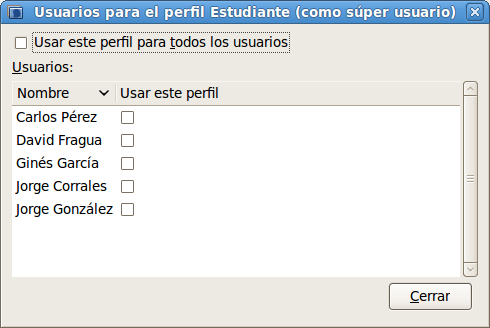 Usuarios para el perfil Estudiante (como súper usuario)
Usar este perfil para todos los usuarios
Usuarios:
Nombre Usar este perfil
Carlos Pérez
David Fragua
Ginés García
Jorge Corrales
Jorge González
Cerrar